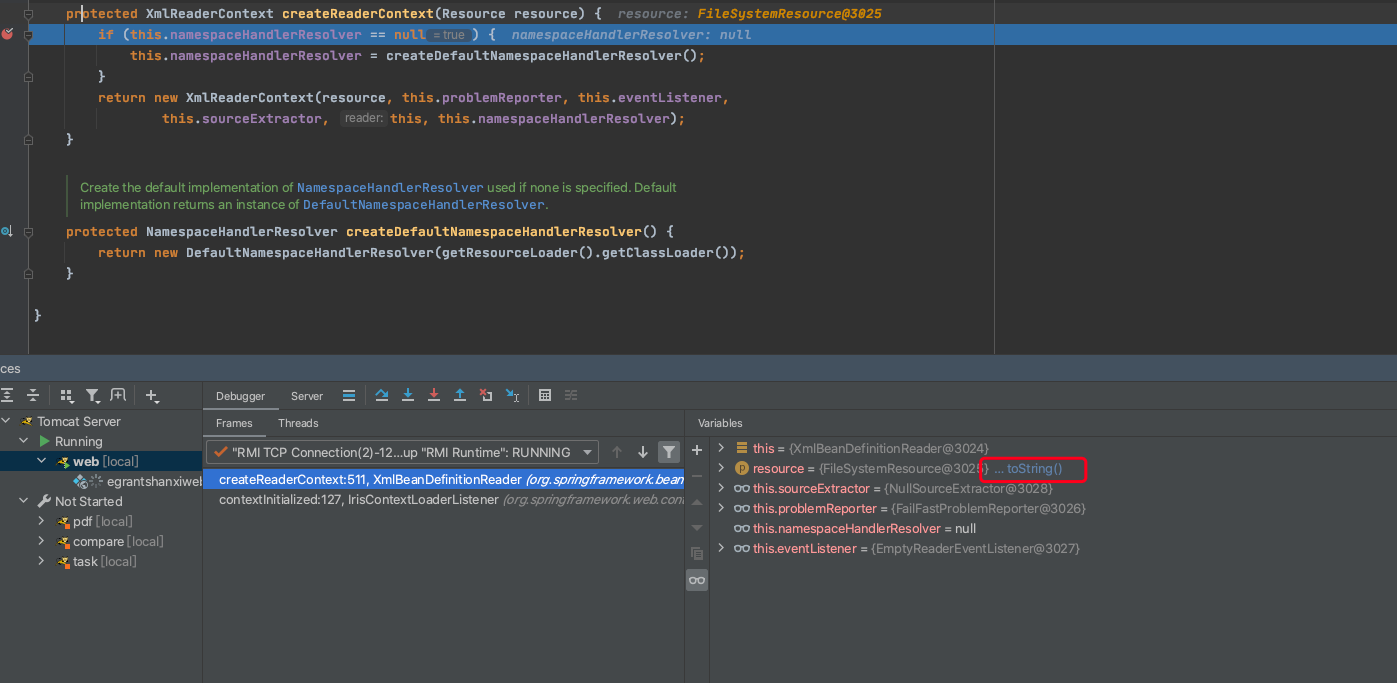 protected XmlReaderContext createReaderContext(Resource resource) { resource: FileSystemResource@3025
if (this.namespaceHandlerResolver == null = true ) { namespaceHandlerResolver: null
this.namespaceHandlerResolver = createDefaultNamespaceHandlerResolver();
}
return new XmlReaderContext(resource, this.problemReporter, this.eventListener,
this.sourceExtractor, reader: this, this.namespaceHandlerResolver);
}
Create the default implementation of NamespaceHandlerResolver used if none is specified. Default
implementation returns an instance of DefaultNamespaceHandlerResolver.
protected NamespaceHandlerResolver createDefaultNamespaceHandlerResolver() {
return new DefaultNamespaceHandlerResolver(getResourceLoader().getClassLoader());
}
}
ces
Tomcat Server
Running
web [local]
egrantshanxiwel
Not Started
pdf [local]
compare [local]
task [local]
Debugger Server
Frames Threads
"RMI TCP Connection(2)-12...up "RMI Runtime": RUNNING
createReaderContext:511, XmlBeanDefinitionReader (org.springframework.bean
contextInitialized:127, IrisContextLoaderListener (org.springframework.web.con
Variables
this = {XmlBeanDefinitionReader@3024}
resource = {FileSystemResource@3025} ... toString()
this.sourceExtractor = {NullSourceExtractor@3028}
this.problemReporter = {FailFastProblemReporter@3026}
this.namespaceHandlerResolver = null
this.eventListener = {EmptyReaderEventListener@3027}